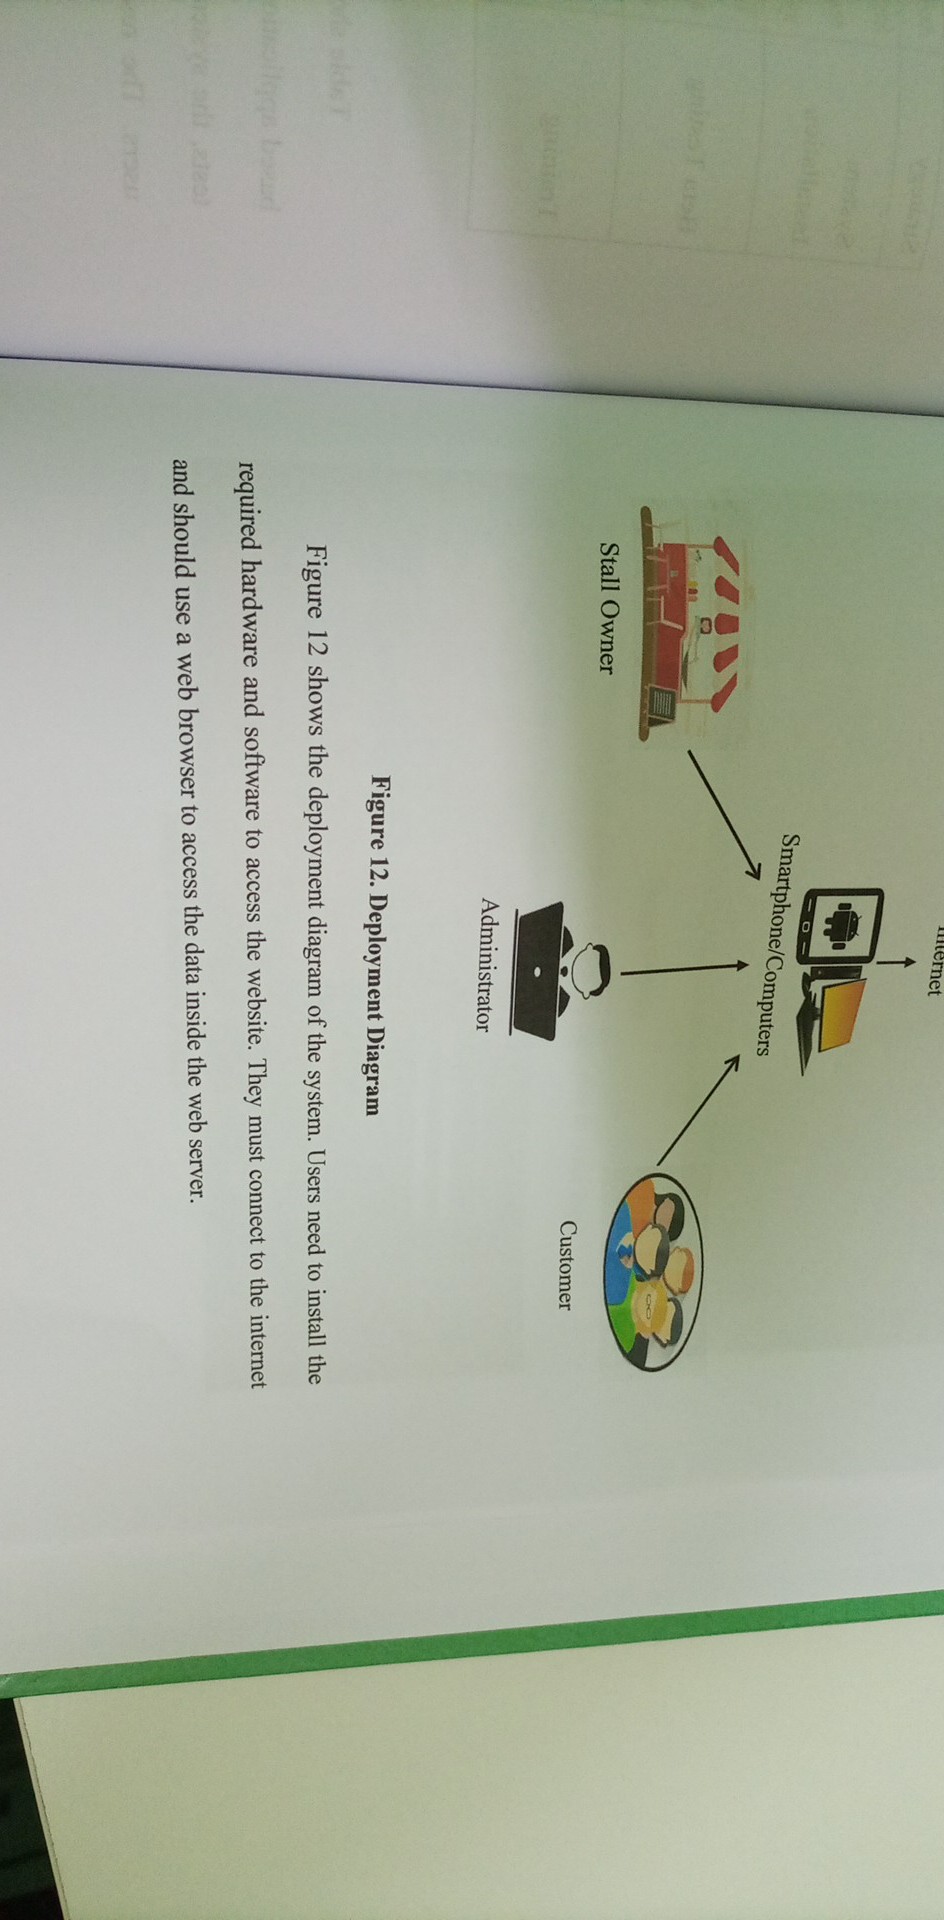 Internet
Smartphone/Computers
Stall Owner
Customer
Administrator
Figure 12. Deployment Diagram
Figure 12 shows the deployment diagram of the system. Users need to install the
required hardware and software to access the website. They must connect to the internet
and should use a web browser to access the data inside the web server.